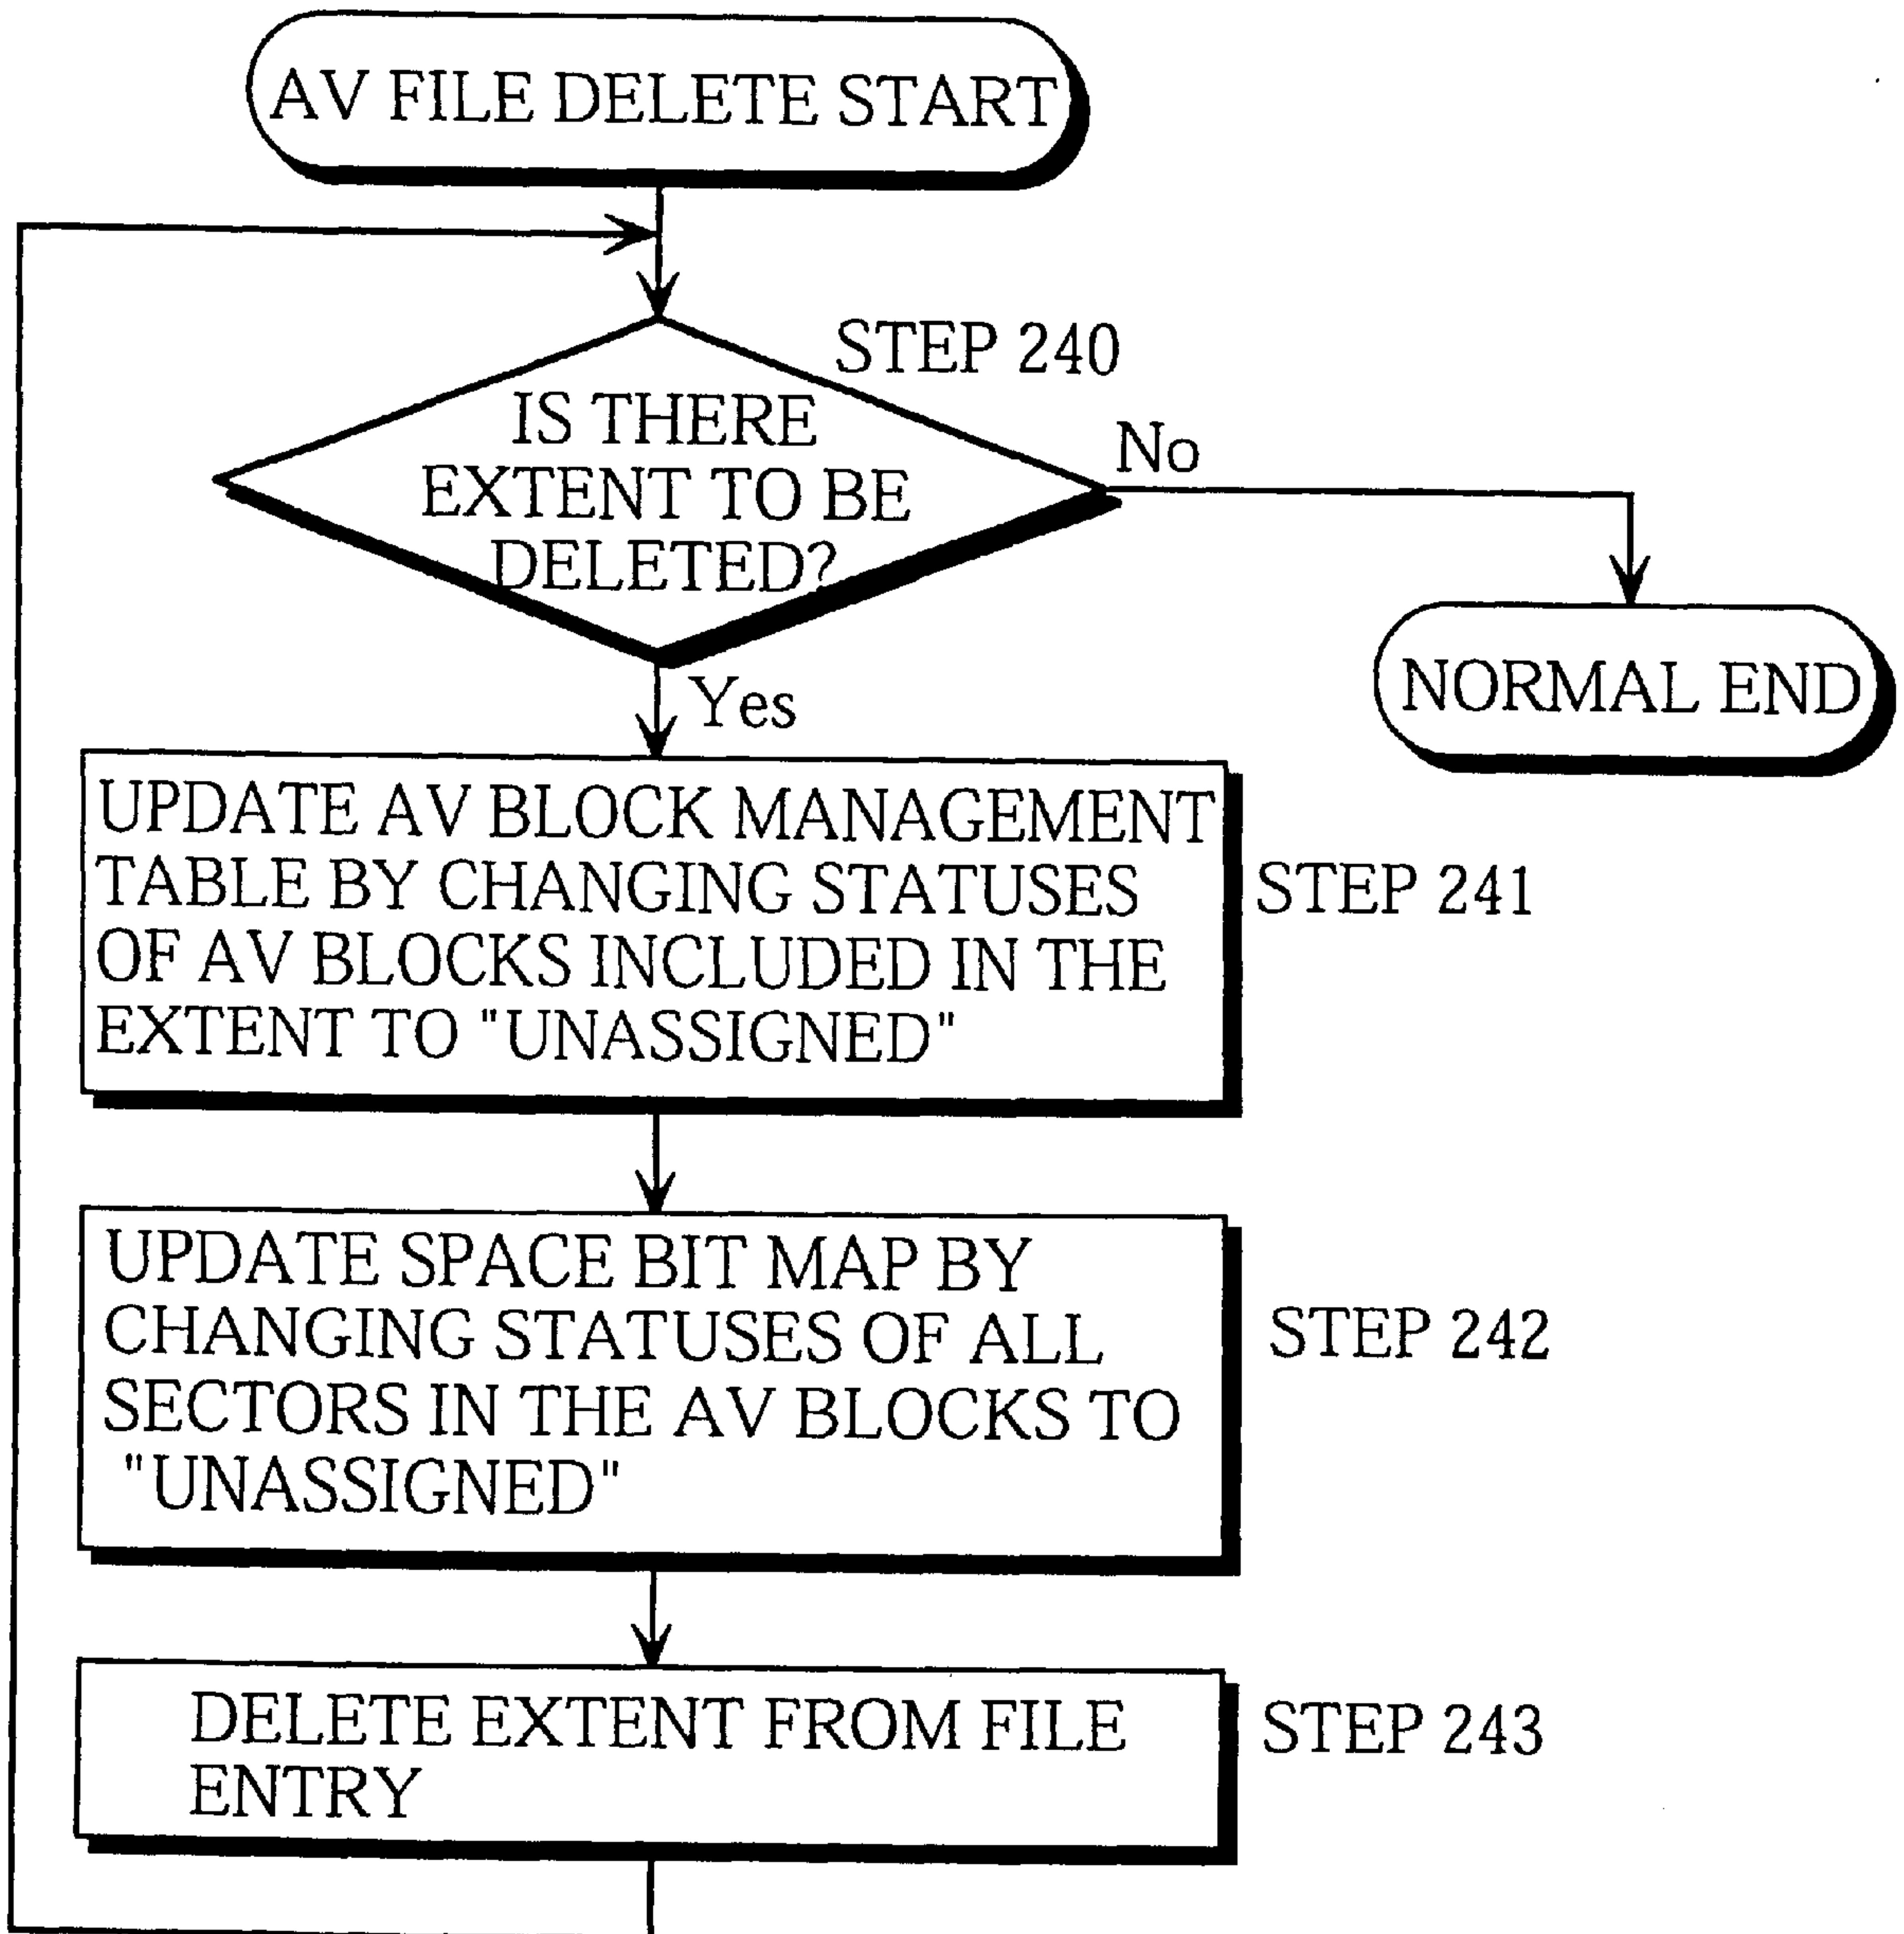 AV FILE DELETE START
STEP 240
IS THERE
EXTENT TO BE
DELETED?
No
NORMAL END
Yes
UPDATE AV BLOCK MANAGEMENT
TABLE BY CHANGING STATUSES
OF AV BLOCKS INCLUDED IN THE
EXTENT TO "UNASSIGNED"
STEP 241
UPDATE SPACE BIT MAP BY
CHANGING STATUSES OF ALL
SECTORS IN THE AV BLOCKS TO
"UNASSIGNED"
STEP 242
DELETE EXTENT FROM FILE
ENTRY
STEP 243